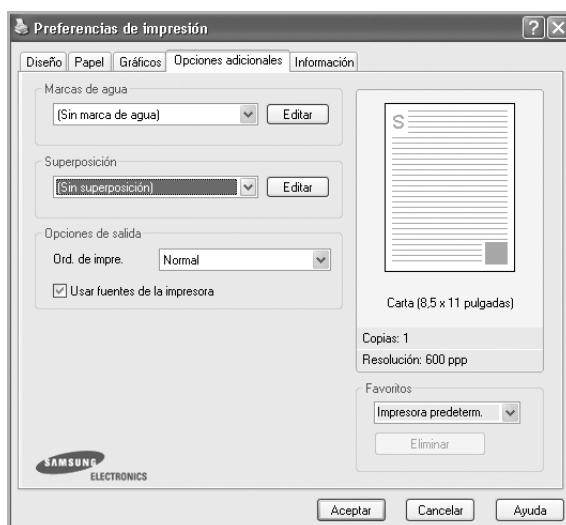 Preferencias de impresión
Diseño Papel Gráficos Opciones adicionales Información
Marcas de agua
(Sin marca de agua) Editar
Superposición
(Sin superposición) Editar
Opciones de salida
Ord. de impre. Normal
Usar fuentes de la impresora
S
Carta (8,5 x 11 pulgadas)
Copias: 1
Resolución: 600 ppp
Favoritos
Impresora predeterm.
Eliminar
SAMSUNG
ELECTRONICS
Aceptar Cancelar Ayuda